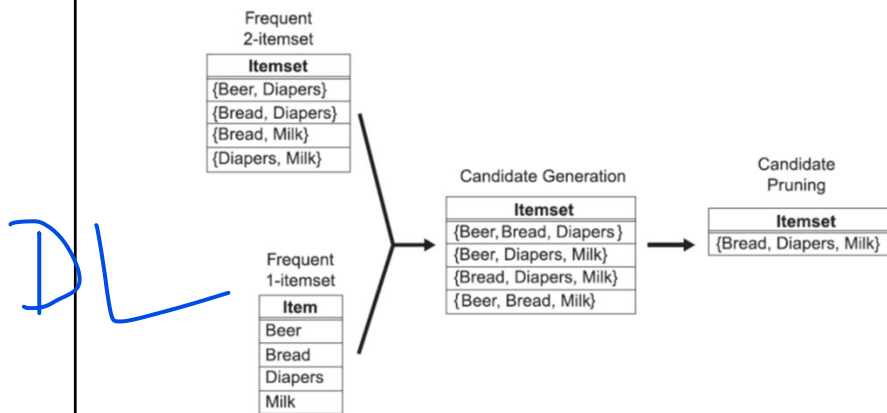 Frequent
2-itemset
Itemset
{Beer, Diapers}
{Bread, Diapers}
{Bread, Milk}
{Diapers, Milk}
Frequent
1-itemset
Item
Beer
Bread
Diapers
Milk
Candidate Generation
Itemset
{Beer, Bread, Diapers}
{Beer, Diapers, Milk}
{Bread, Diapers, Milk}
{Beer, Bread, Milk}
Candidate
Pruning
Itemset
{Bread, Diapers, Milk}
DL